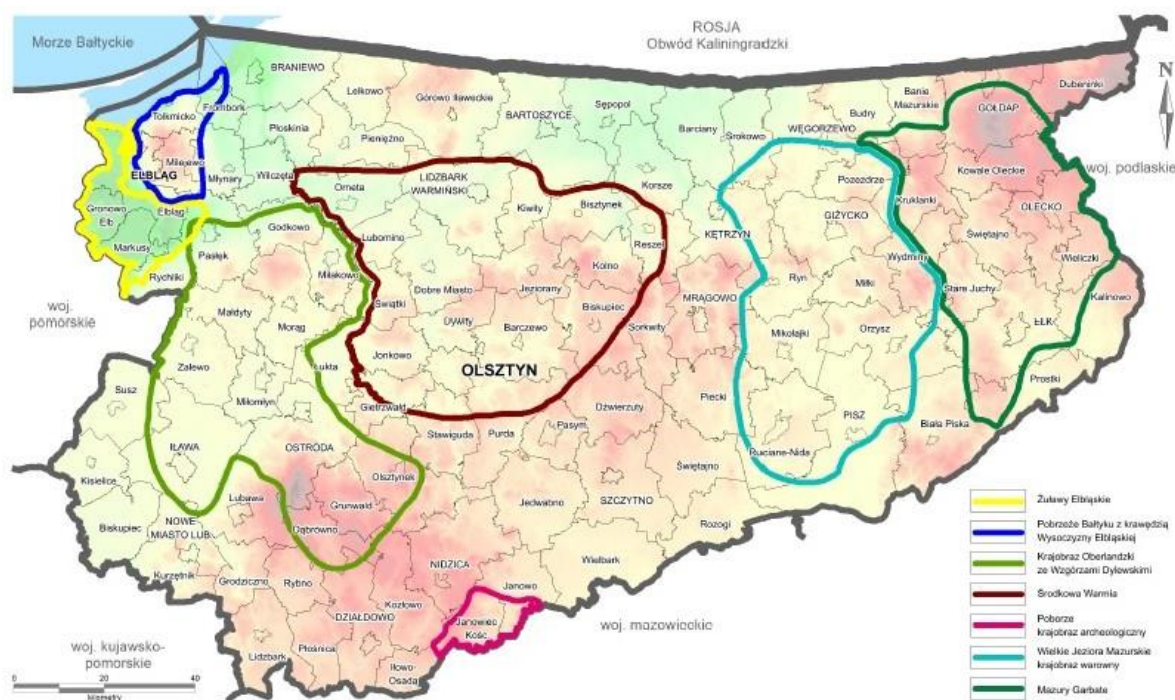 ROSJA
Obwód Kaliningradzki
Morze Bałtyckie
N
Dubeninki
BRANIEWO
Lelkowo
Górowo Iławeckie
Sępopol
Banie
Mazurskie
GOŁDAP
Frombork
Tolkmicko
BARTOSZYCE
Barciany
Srokowo
WĘGORZEWO
Budry
Płoskinia
Pieniężno
Milejewo
ELBLĄG
Młynary
Wilczęta
Orneta
LIDZBARK
WARMIŃSKI
Korsze
Pozezdrze
Kowale Oleckie
woj. podlaskie
Kruklanki
OLECKO
Gronowo
Elb
Elbląg
Kiwity
Bisztynek
GIŻYCKO
Godkowo
Lubomino
KĘTRZYN
Świętajno
Markusy
Pasłęk
Reszel
Wydminy
Wieliczki
Rychliki
Miłakowo
Kolno
Ryn
Miłki
Stare Juchy
Kalinowo
woj.
pomorskie
Małdyty
Świątki
Dobre Miasto
Jeziorany
Biskupiec
MRĄGOWO
Morąg
Dywity
Barczewo
Sorkwity
Mikołajki
Orzysz
EŁK
Zalewo
Łukta
Jonkowo
OLSZTYN
Prostki
Susz
Miłomłyn
Gietrzwałd
Dźwierzuty
Piecki
PISZ
Biała Piska
Stawiguda
Purda
Pasym
IŁAWA
OSTRÓDA
Ruciane-Nida
Kisielice
Olsztynek
Świętajno
Lubawa
Grunwald
Jedwabno
SZCZYTNO
Biskupiec
NOWE
MIASTO LUB.
Dąbrówno
Rozogi
Wielbark
Kurzętnik
Grodziczno
Rybno
NIDZICA
Janowo
Kozłowo
DZIAŁDOWO
Janowiec
Kośc.
woj. mazowieckie
woj. kujawsko-
pomorskie
Lidzbark
Płośnica
Iłowo-
Osada
0 20 40
kilometry
Żuławy Elbląskie
Pobrzeże Bałtyku z krawędzią
Wysoczyzny Elbląskiej
Krajobraz Oberlandzki
ze Wzgórzami Dylewskimi
Środkowa Warmia
Poborze
krajobraz archeologiczny
Wielkie Jeziora Mazurskie
krajobraz warowny
Mazury Garbate